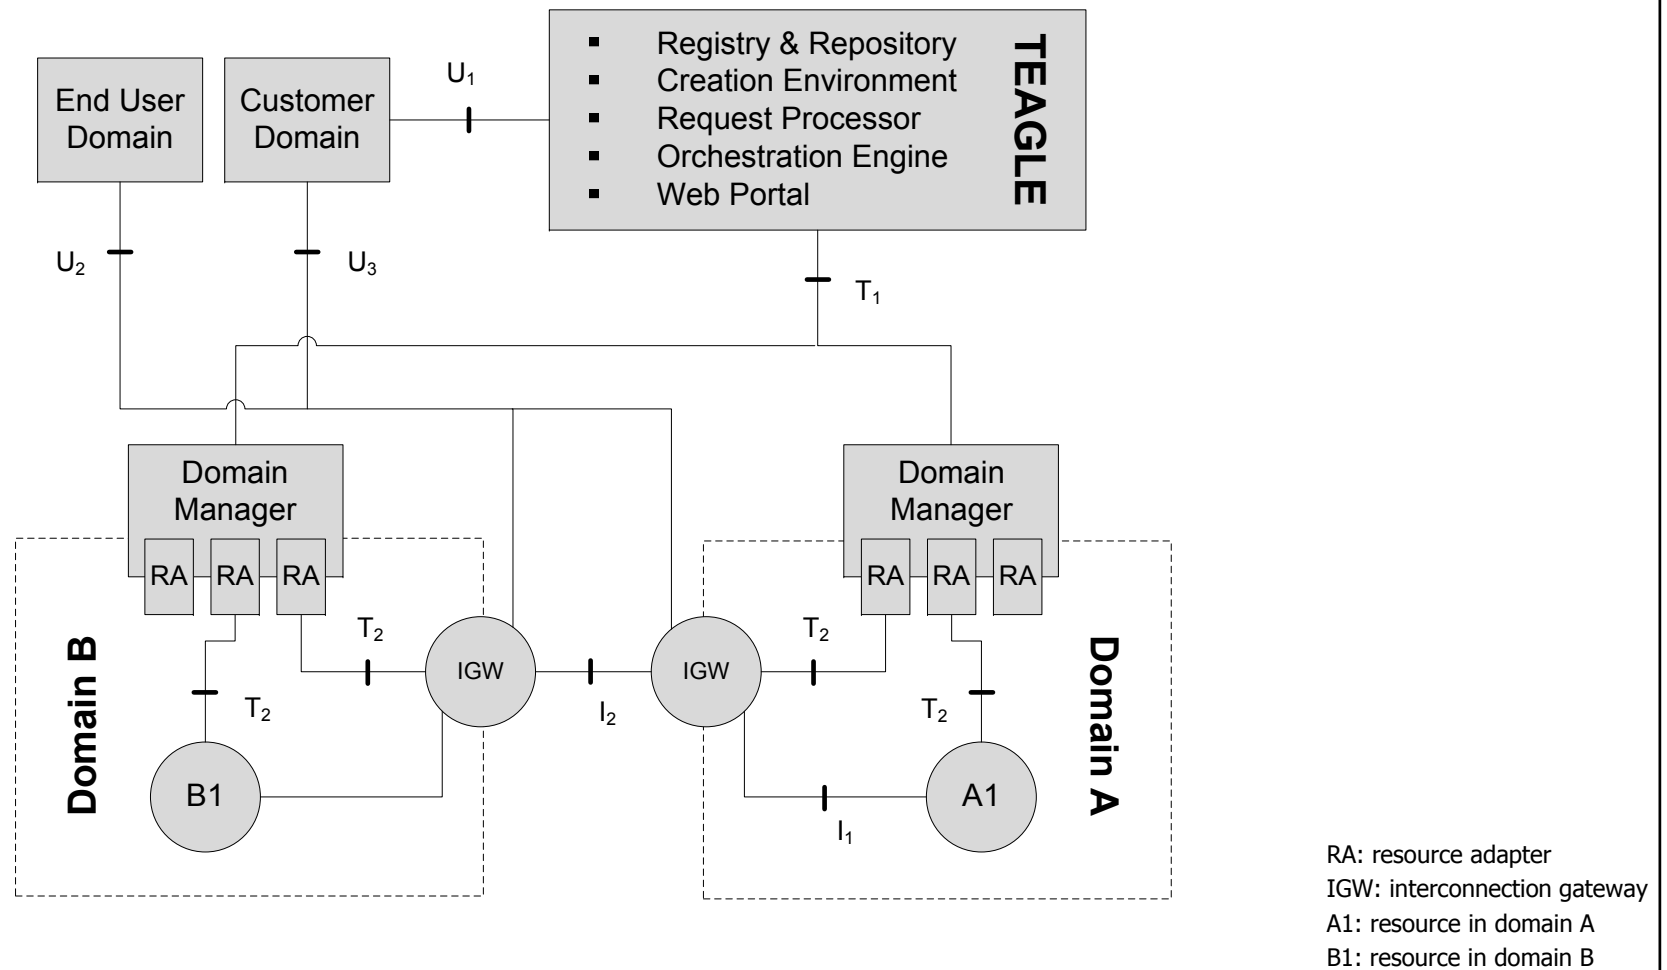 End User
Domain
Customer
Domain
U1
▪ Registry & Repository
▪ Creation Environment
▪ Request Processor
▪ Orchestration Engine
▪ Web Portal
TEAGLE
U2
U3
T1
Domain
Manager
RA
RA
RA
Domain
Manager
RA
RA
RA
Domain B
T2
T2
B1
IGW
I2
IGW
T2
T2
I1
A1
Domain A
RA: resource adapter
IGW: interconnection gateway
A1: resource in domain A
B1: resource in domain B